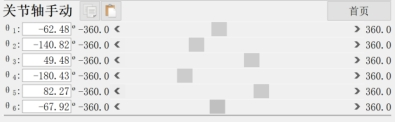 关节轴手动 首页
θ1: -62.48 ° -360.0 < > 360.0
θ2: -140.82 ° -360.0 < > 360.0
θ3: 49.48 ° -360.0 < > 360.0
θ4: -180.43 ° -360.0 < > 360.0
θ5: 82.27 ° -360.0 < > 360.0
θ6: -67.92 ° -360.0 < > 360.0